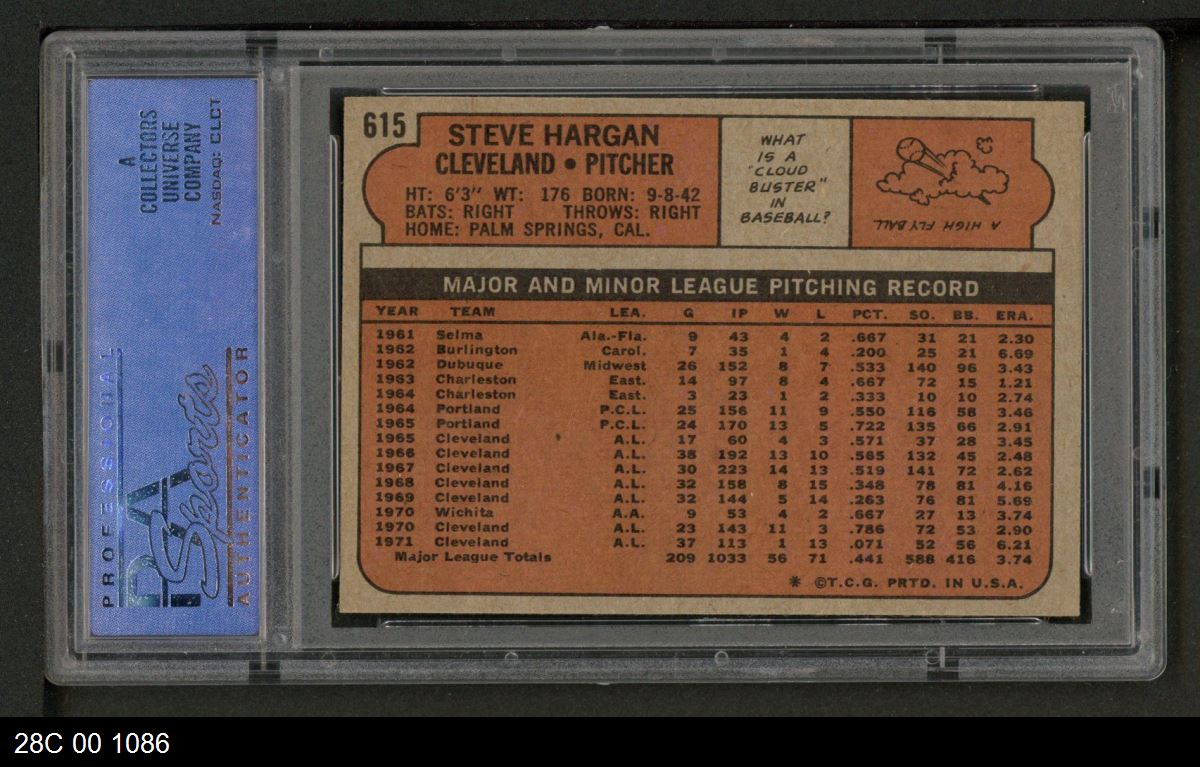 A
COLLECTORS
UNIVERSE
COMPANY
NASDAQ: CLCT
PROFESSIONAL
PSA
Sports
AUTHENTICATOR
615
STEVE HARGAN
CLEVELAND • PITCHER
HT: 6'3" WT: 176 BORN: 9-8-42
BATS: RIGHT THROWS: RIGHT
HOME: PALM SPRINGS, CAL.
WHAT
IS A
"CLOUD
BUSTER"
IN
BASEBALL?
A HIGH FLY BALL
MAJOR AND MINOR LEAGUE PITCHING RECORD
YEAR TEAM LEA. G IP W L PCT. SO. BB. ERA.
1961 Selma Ala.-Fla. 9 43 4 2 .667 31 21 2.30
1962 Burlington Carol. 7 35 1 4 .200 25 21 6.69
1962 Dubuque Midwest 26 152 8 7 .533 140 96 3.43
1963 Charleston East. 14 97 8 4 .667 72 15 1.21
1964 Charleston East. 3 23 1 2 .333 10 10 2.74
1964 Portland P.C.L. 25 156 11 9 .550 116 58 3.46
1965 Portland P.C.L. 24 170 13 5 .722 135 66 2.91
1965 Cleveland A.L. 17 60 4 3 .571 37 28 3.45
1966 Cleveland A.L. 38 192 13 10 .565 132 45 2.48
1967 Cleveland A.L. 30 223 14 13 .519 141 72 2.62
1968 Cleveland A.L. 32 158 8 15 .348 78 81 4.16
1969 Cleveland A.L. 32 144 5 14 .263 76 81 5.69
1970 Wichita A.A. 9 53 4 2 .667 27 13 3.74
1970 Cleveland A.L. 23 143 11 3 .786 72 53 2.90
1971 Cleveland A.L. 37 113 1 13 .071 52 56 6.21
Major League Totals 209 1033 56 71 .441 588 416 3.74
* ©T.C.G. PRTD. IN U.S.A.
28C 00 1086